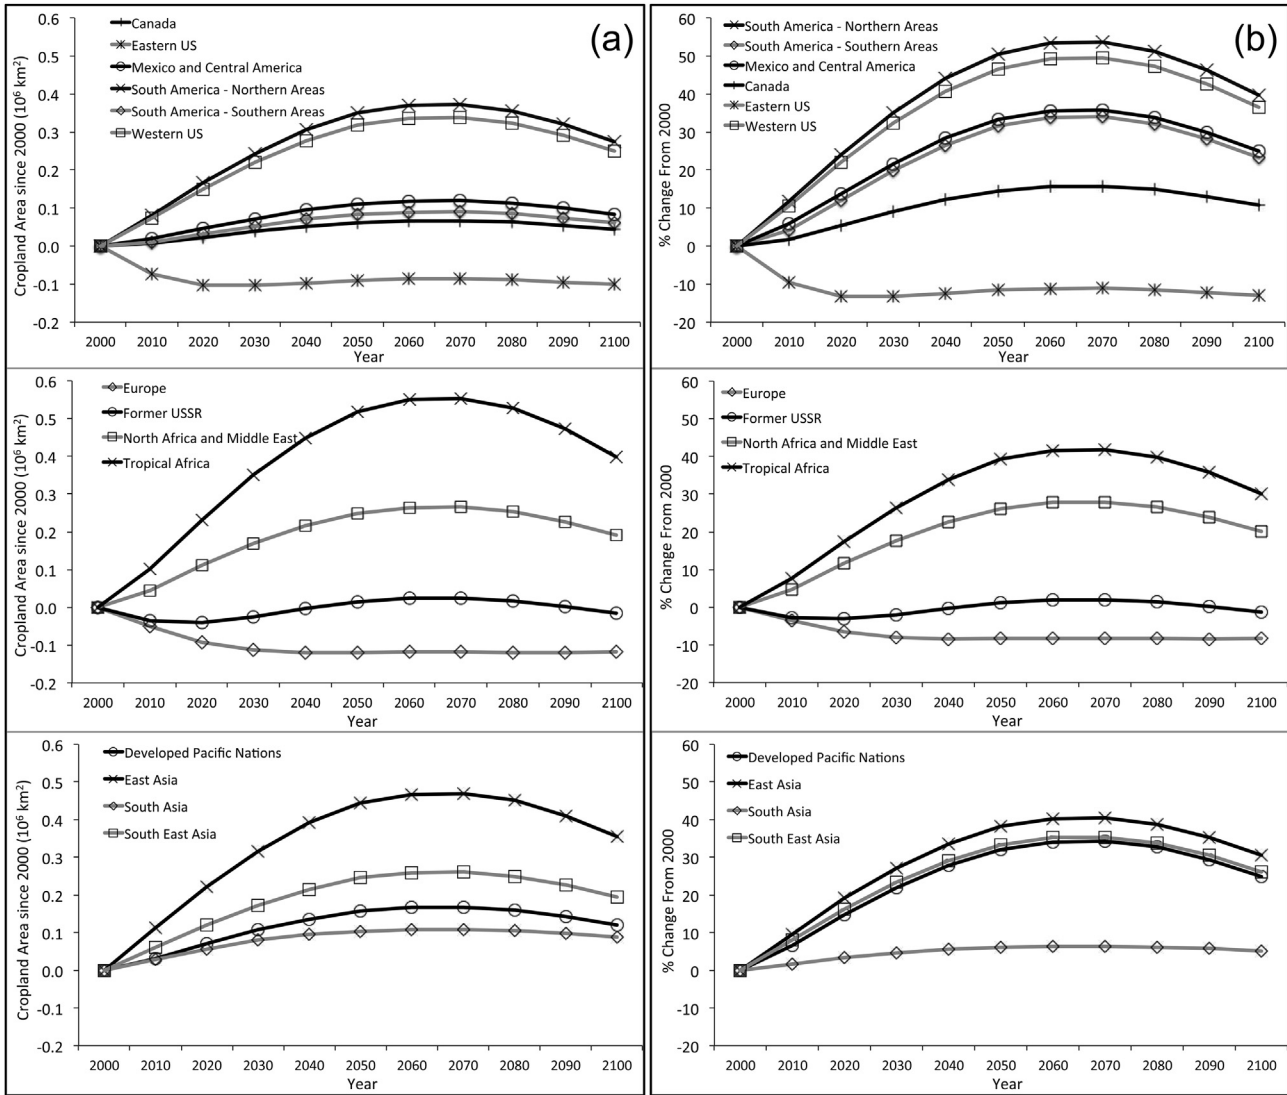 (a)
Canada
Eastern US
Mexico and Central America
South America - Northern Areas
South America - Southern Areas
Western US
Cropland Area since 2000 (10⁶ km²)
0.6
0.5
0.4
0.3
0.2
0.1
0.0
-0.1
-0.2
2000 2010 2020 2030 2040 2050 2060 2070 2080 2090 2100
Year
(b)
South America - Northern Areas
South America - Southern Areas
Mexico and Central America
Canada
Eastern US
Western US
% Change From 2000
60
50
40
30
20
10
0
-10
-20
2000 2010 2020 2030 2040 2050 2060 2070 2080 2090 2100
Year
Europe
Former USSR
North Africa and Middle East
Tropical Africa
Cropland Area since 2000 (10⁶ km²)
0.6
0.5
0.4
0.3
0.2
0.1
0.0
-0.1
-0.2
2000 2010 2020 2030 2040 2050 2060 2070 2080 2090 2100
Year
Europe
Former USSR
North Africa and Middle East
Tropical Africa
% Change From 2000
60
50
40
30
20
10
0
-10
-20
2000 2010 2020 2030 2040 2050 2060 2070 2080 2090 2100
Year
Developed Pacific Nations
East Asia
South Asia
South East Asia
Cropland Area since 2000 (10⁶ km²)
0.6
0.5
0.4
0.3
0.2
0.1
0.0
-0.1
-0.2
2000 2010 2020 2030 2040 2050 2060 2070 2080 2090 2100
Year
Developed Pacific Nations
East Asia
South Asia
South East Asia
% Change From 2000
60
50
40
30
20
10
0
-10
-20
2000 2010 2020 2030 2040 2050 2060 2070 2080 2090 2100
Year